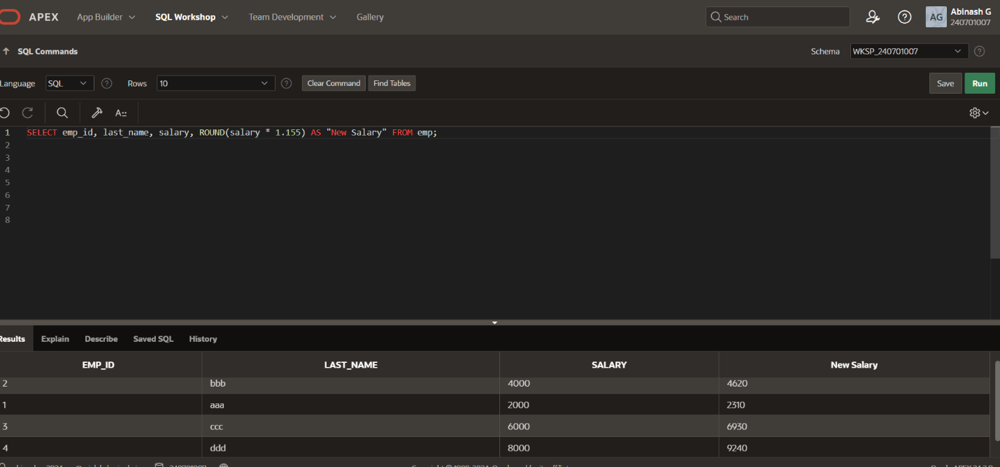 APEX App Builder SQL Workshop Team Development Gallery Search AG Abinash G
240701007
SQL Commands Schema WKSP_240701007
Language SQL Rows 10 Clear Command Find Tables Save Run
1 SELECT emp_id, last_name, salary, ROUND(salary * 1.155) AS "New Salary" FROM emp;
2
3
4
5
6
7
8
Results Explain Describe Saved SQL History
EMP_ID LAST_NAME SALARY New Salary
2 bbb 4000 4620
1 aaa 2000 2310
3 ccc 6000 6930
4 ddd 8000 9240